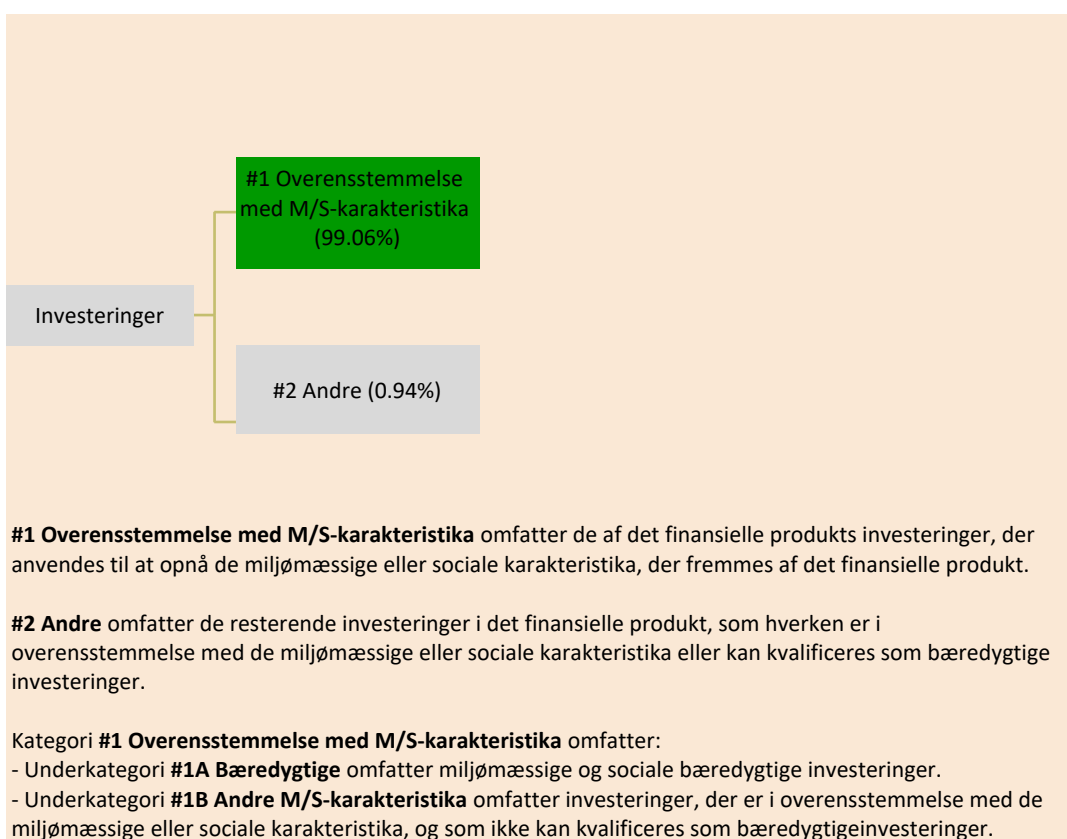 #1 Overensstemmelse
med M/S-karakteristika
(99.06%)
Investeringer
#2 Andre (0.94%)
#1 Overensstemmelse med M/S-karakteristika omfatter de af det finansielle produkts investeringer, der
anvendes til at opnå de miljømæssige eller sociale karakteristika, der fremmes af det finansielle produkt.
#2 Andre omfatter de resterende investeringer i det finansielle produkt, som hverken er i
overensstemmelse med de miljømæssige eller sociale karakteristika eller kan kvalificeres som bæredygtige
investeringer.
Kategori #1 Overensstemmelse med M/S-karakteristika omfatter:
- Underkategori #1A Bæredygtige omfatter miljømæssige og sociale bæredygtige investeringer.
- Underkategori #1B Andre M/S-karakteristika omfatter investeringer, der er i overensstemmelse med de
miljømæssige eller sociale karakteristika, og som ikke kan kvalificeres som bæredygtigeinvesteringer.